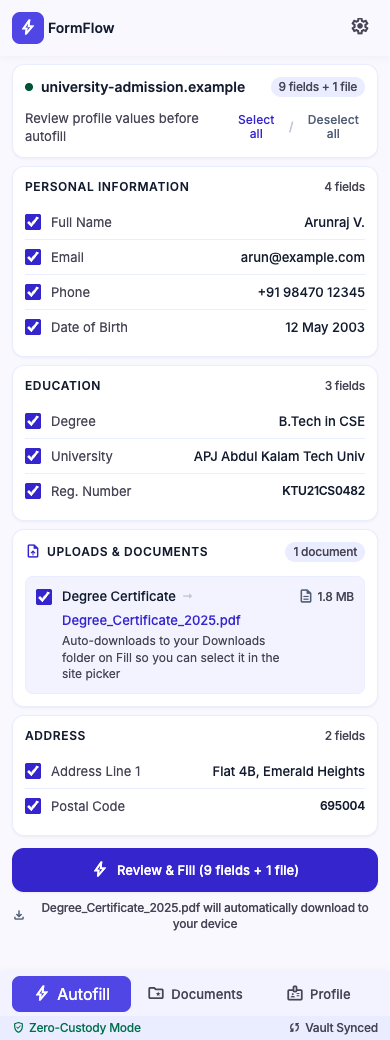 FormFlow
university-admission.example
9 fields + 1 file
Review profile values before
autofill
Select
all
/
Deselect
all
PERSONAL INFORMATION
4 fields
Full Name
Arunraj V.
Email
arun@example.com
Phone
+91 98470 12345
Date of Birth
12 May 2003
EDUCATION
3 fields
Degree
B.Tech in CSE
University
APJ Abdul Kalam Tech Univ
Reg. Number
KTU21CS0482
UPLOADS & DOCUMENTS
1 document
Degree Certificate →
1.8 MB
Degree_Certificate_2025.pdf
Auto-downloads to your Downloads
folder on Fill so you can select it in the
site picker
ADDRESS
2 fields
Address Line 1
Flat 4B, Emerald Heights
Postal Code
695004
Review & Fill (9 fields + 1 file)
Degree_Certificate_2025.pdf will automatically download to
your device
Autofill
Documents
Profile
Zero-Custody Mode
Vault Synced